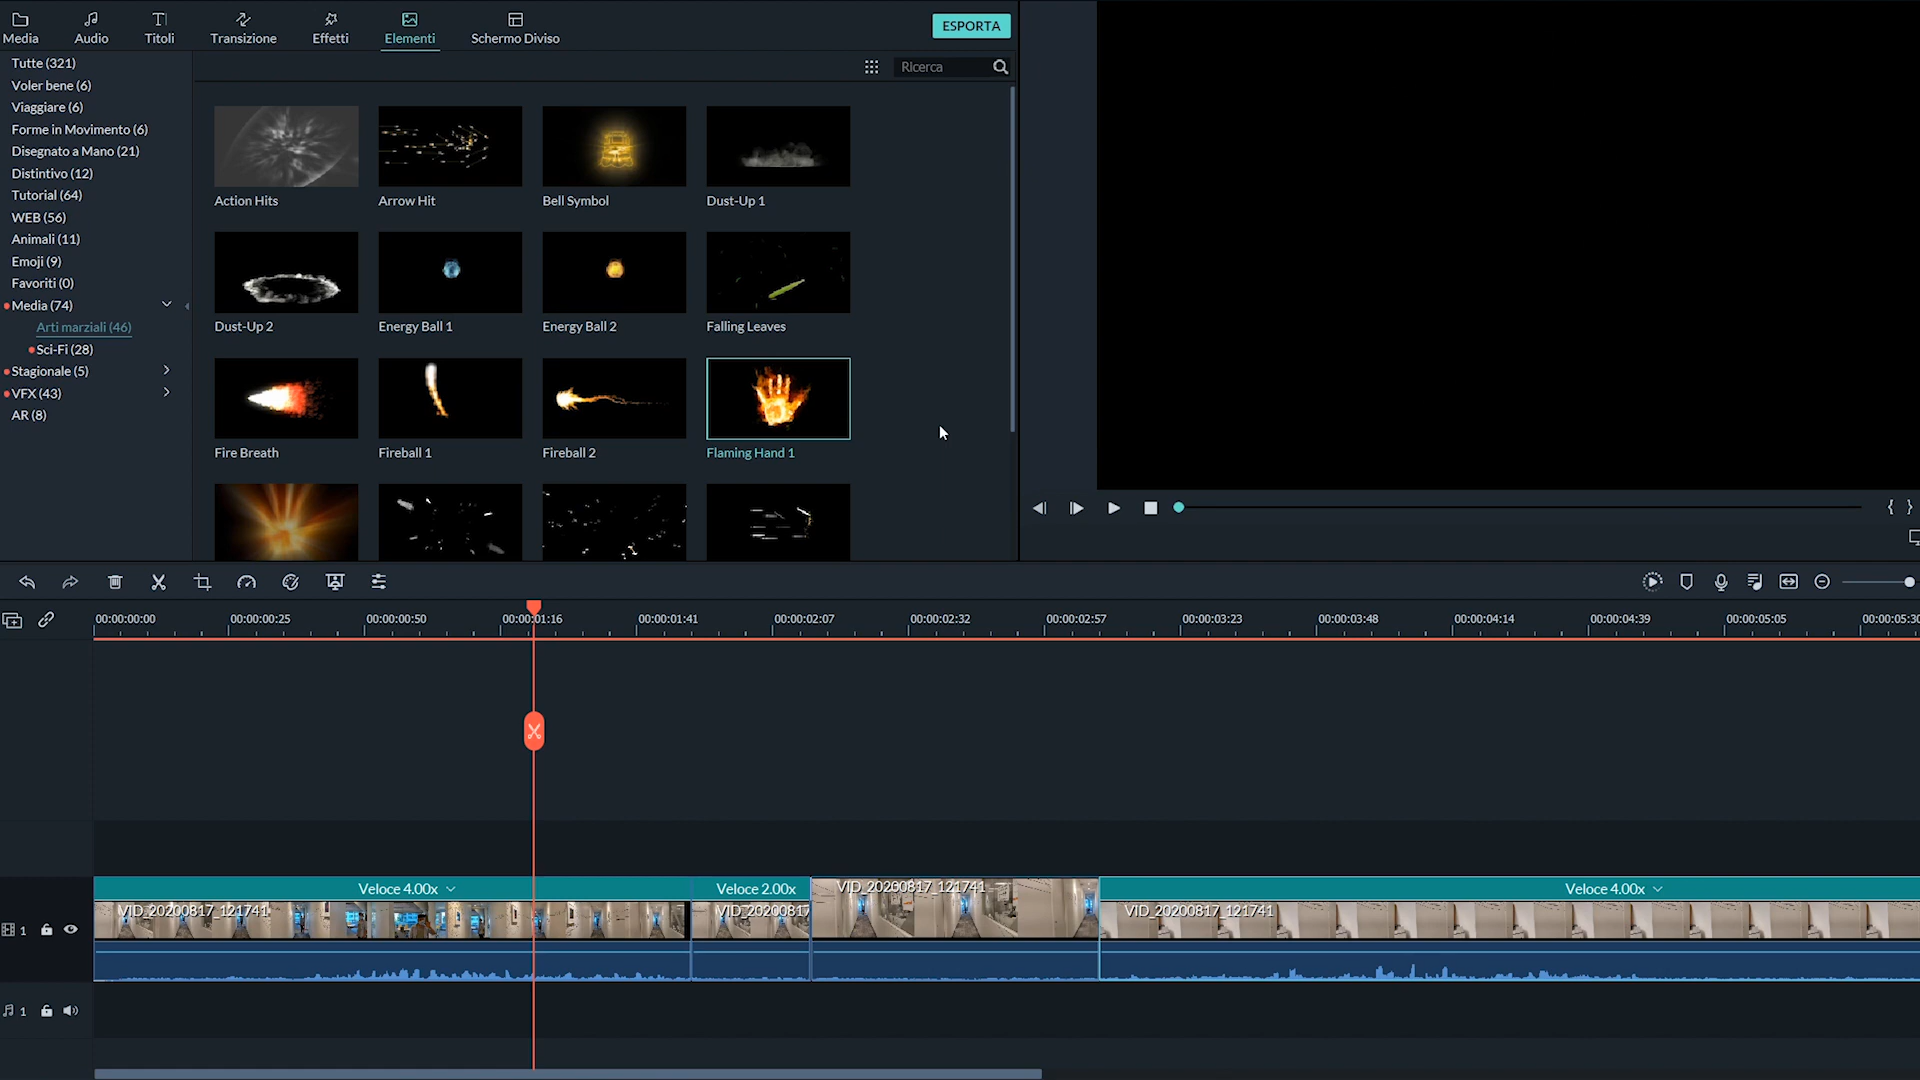 Media
Audio
Titoli
Transizione
Effetti
Elementi
Schermo Diviso
ESPORTA
Tutte (321)
Voler bene (6)
Viaggiare (6)
Forme in Movimento (6)
Disegnato a Mano (21)
Distintivo (12)
Tutorial (64)
WEB (56)
Animali (11)
Emoji (9)
Favoriti (0)
Media (74)
Arti marziali (46)
Sci-Fi (28)
Stagionale (5)
VFX (43)
AR (8)
Ricerca
Action Hits
Arrow Hit
Bell Symbol
Dust-Up 1
Dust-Up 2
Energy Ball 1
Energy Ball 2
Falling Leaves
Fire Breath
Fireball 1
Fireball 2
Flaming Hand 1
00:00:00:00
00:00:00:25
00:00:00:50
00:00:01:16
00:00:01:41
00:00:02:07
00:00:02:32
00:00:02:57
00:00:03:23
00:00:03:48
00:00:04:14
00:00:04:39
00:00:05:05
00:00:05:30
Veloce 4.00x
Veloce 2.00x
VID_20200817_121741
Veloce 4.00x
VID_20200817_121741
VID_20200817
VID_20200817_121741
1
1